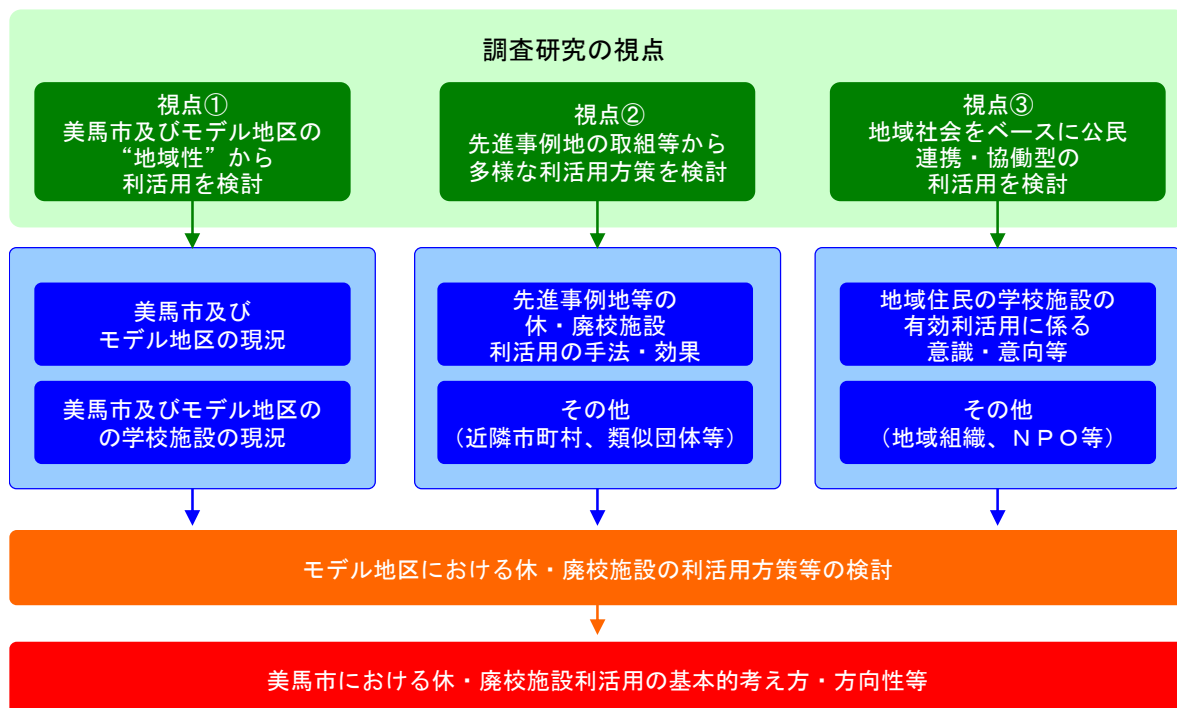 調査研究の視点
視点①
美馬市及びモデル地区の
“地域性”から
利活用を検討
視点②
先進事例地の取組等から
多様な利活用方策を検討
視点③
地域社会をベースに公民
連携・協働型の
利活用を検討
美馬市及び
モデル地区の現況
美馬市及びモデル地区の
の学校施設の現況
先進事例地等の
休・廃校施設
利活用の手法・効果
その他
（近隣市町村、類似団体等）
地域住民の学校施設の
有効利活用に係る
意識・意向等
その他
（地域組織、ＮＰＯ等）
モデル地区における休・廃校施設の利活用方策等の検討
美馬市における休・廃校施設利活用の基本的考え方・方向性等